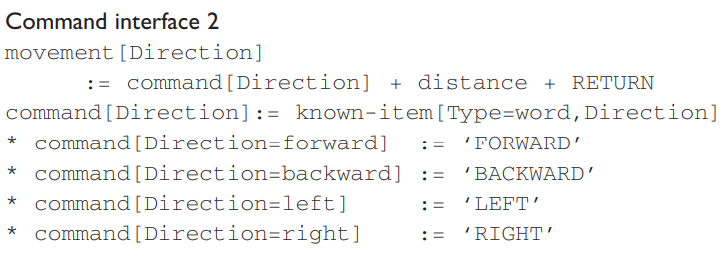 Command interface 2
movement[Direction]
:= command[Direction] + distance + RETURN
command[Direction]:= known-item[Type=word,Direction]
* command[Direction=forward] := ‘FORWARD’
* command[Direction=backward] := ‘BACKWARD’
* command[Direction=left] := ‘LEFT’
* command[Direction=right] := ‘RIGHT’